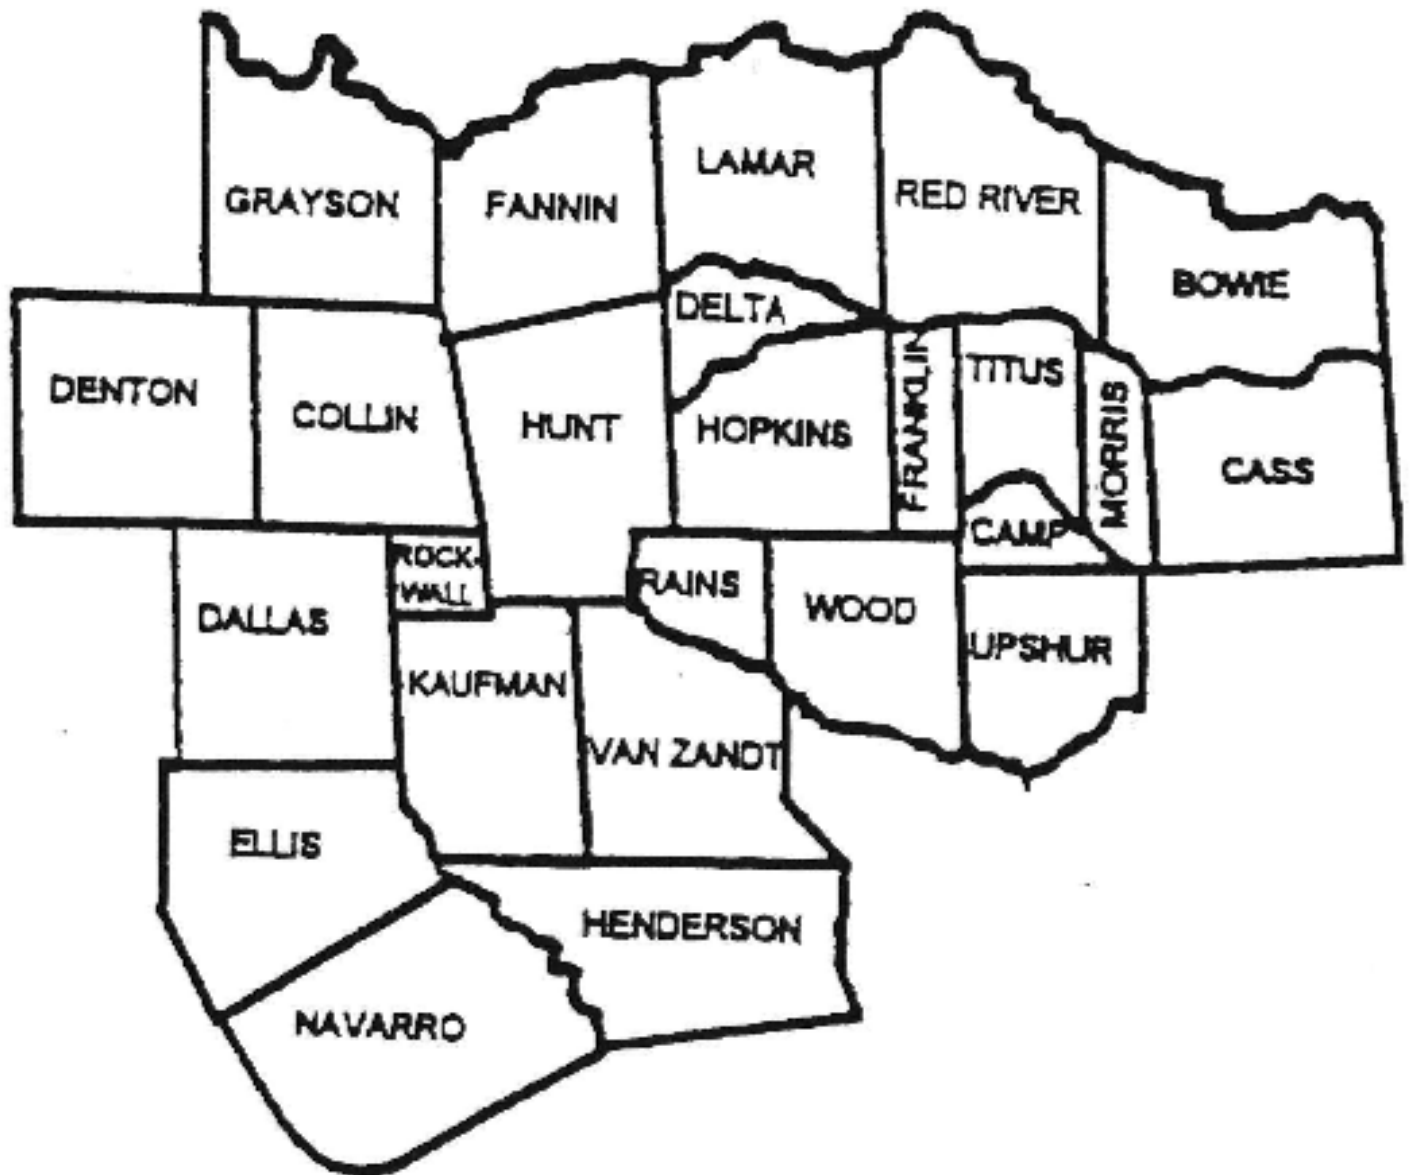 LAMAR
RED RIVER
GRAYSON
FANNIN
BOWIE
DELTA
DENTON
COLLIN
HUNT
HOPKINS
FRANKLIN
TITUS
MORRIS
CASS
CAMP
ROCK-
WALL
RAINS
WOOD
DALLAS
UPSHUR
KAUFMAN
VAN ZANDT
ELLIS
HENDERSON
NAVARRO